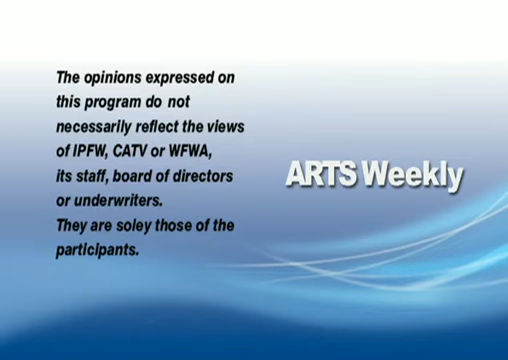 The opinions expressed on
this program do not
necessarily reflect the views
of IPFW, CATV or WFWA,
its staff, board of directors
or underwriters.
They are soley those of the
participants.
ARTS Weekly